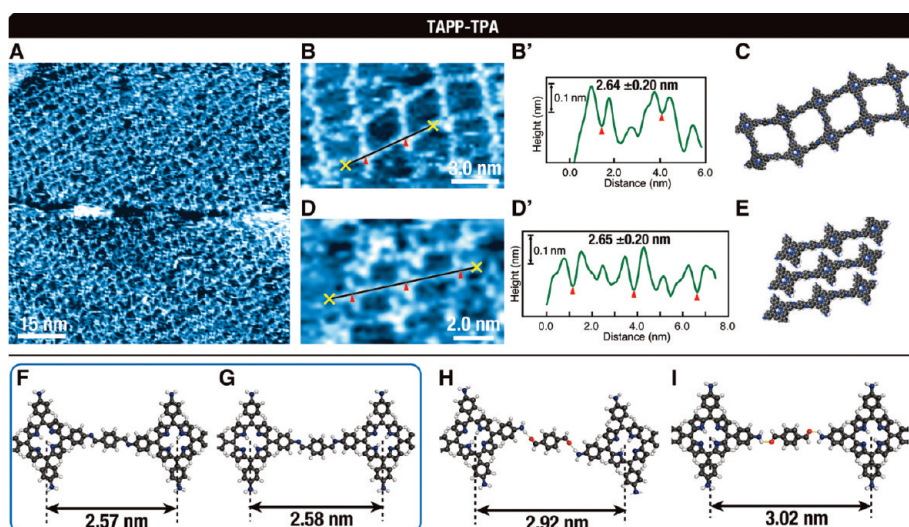 TAPP-TPA
A
B
B'
C
2.64 ±0.20 nm
0.1 nm
Height (nm)
0.0 2.0 4.0 6.0
Distance (nm)
3.0 nm
15 nm
D
D'
E
2.65 ±0.20 nm
0.1 nm
Height (nm)
0.0 2.0 4.0 6.0 8.0
Distance (nm)
2.0 nm
F
G
H
I
2.57 nm
2.58 nm
2.92 nm
3.02 nm